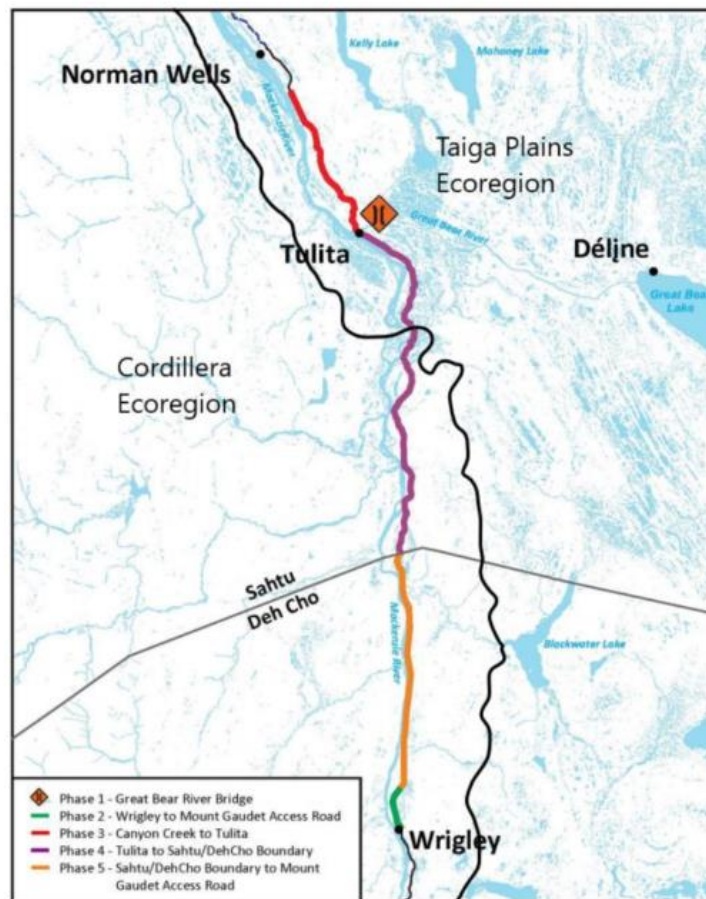 Kelly Lake
Mahoney Lake
Norman Wells
Mackenzie River
Taiga Plains
Ecoregion
Great Bear River
Tulita
Délįne
Great Bear
Lake
Cordillera
Ecoregion
Sahtu
Deh Cho
Mackenzie River
Blackwater Lake
Phase 1 - Great Bear River Bridge
Phase 2 - Wrigley to Mount Gaudet Access Road
Phase 3 - Canyon Creek to Tulita
Phase 4 - Tulita to Sahtu/DehCho Boundary
Phase 5 - Sahtu/DehCho Boundary to Mount
Gaudet Access Road
Wrigley